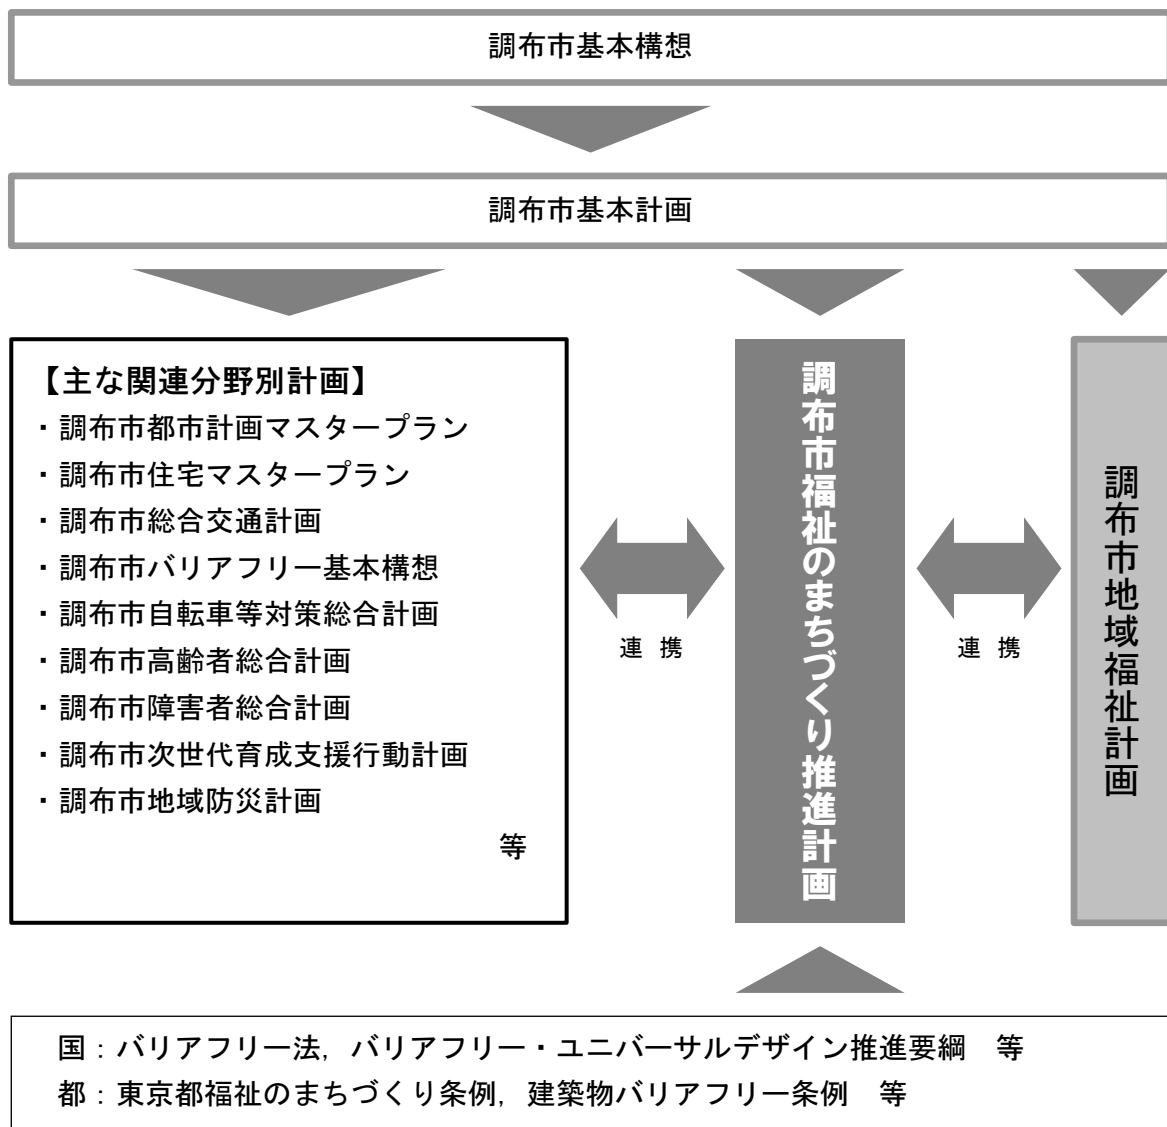 調布市基本構想
調布市基本計画
【主な関連分野別計画】
・調布市都市計画マスタープラン
・調布市住宅マスタープラン
・調布市総合交通計画
・調布市バリアフリー基本構想
・調布市自転車等対策総合計画
・調布市高齢者総合計画
・調布市障害者総合計画
・調布市次世代育成支援行動計画
・調布市地域防災計画
等
連 携
調布市福祉のまちづくり推進計画
連 携
調布市地域福祉計画
国：バリアフリー法，バリアフリー・ユニバーサルデザイン推進要綱　等
都：東京都福祉のまちづくり条例，建築物バリアフリー条例　等